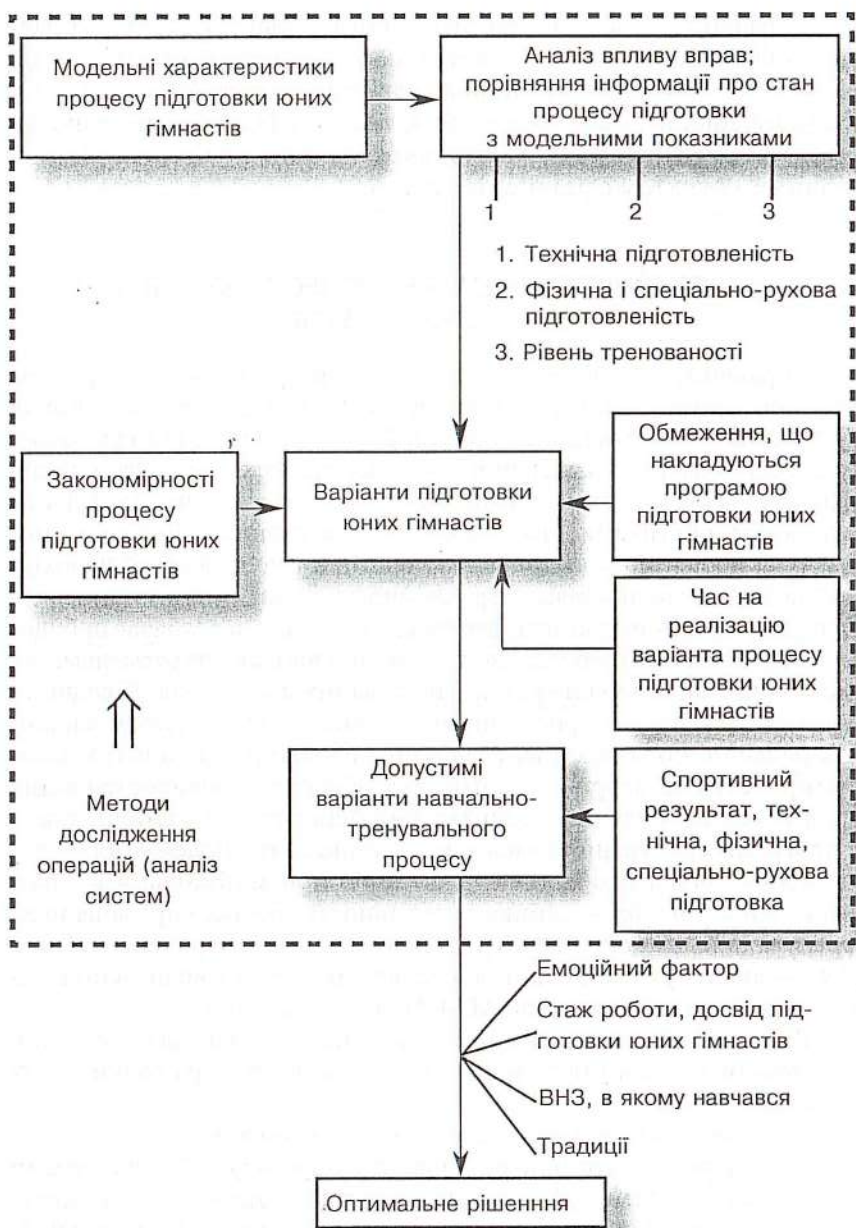 Модельні характеристики
процесу підготовки юних
гімнастів
Аналіз впливу вправ;
порівняння інформації про стан
процесу підготовки
з модельними показниками
1 2 3
1. Технічна підготовленість
2. Фізична і спеціально-рухова
підготовленість
3. Рівень тренованості
Закономірності
процесу
підготовки юних
гімнастів
Варіанти підготовки
юних гімнастів
Обмеження, що
накладуються
програмою
підготовки юних
гімнастів
Час на
реалізацію
варіанта процесу
підготовки юних
гімнастів
Методи
дослідження
операцій (аналіз
систем)
Допустимі
варіанти навчально-
тренувального
процесу
Спортивний
результат, тех-
нічна, фізична,
спеціально-рухова
підготовка
Емоційний фактор
Стаж роботи, досвід під-
готовки юних гімнастів
ВНЗ, в якому навчався
Традиції
Оптимальне рішенння